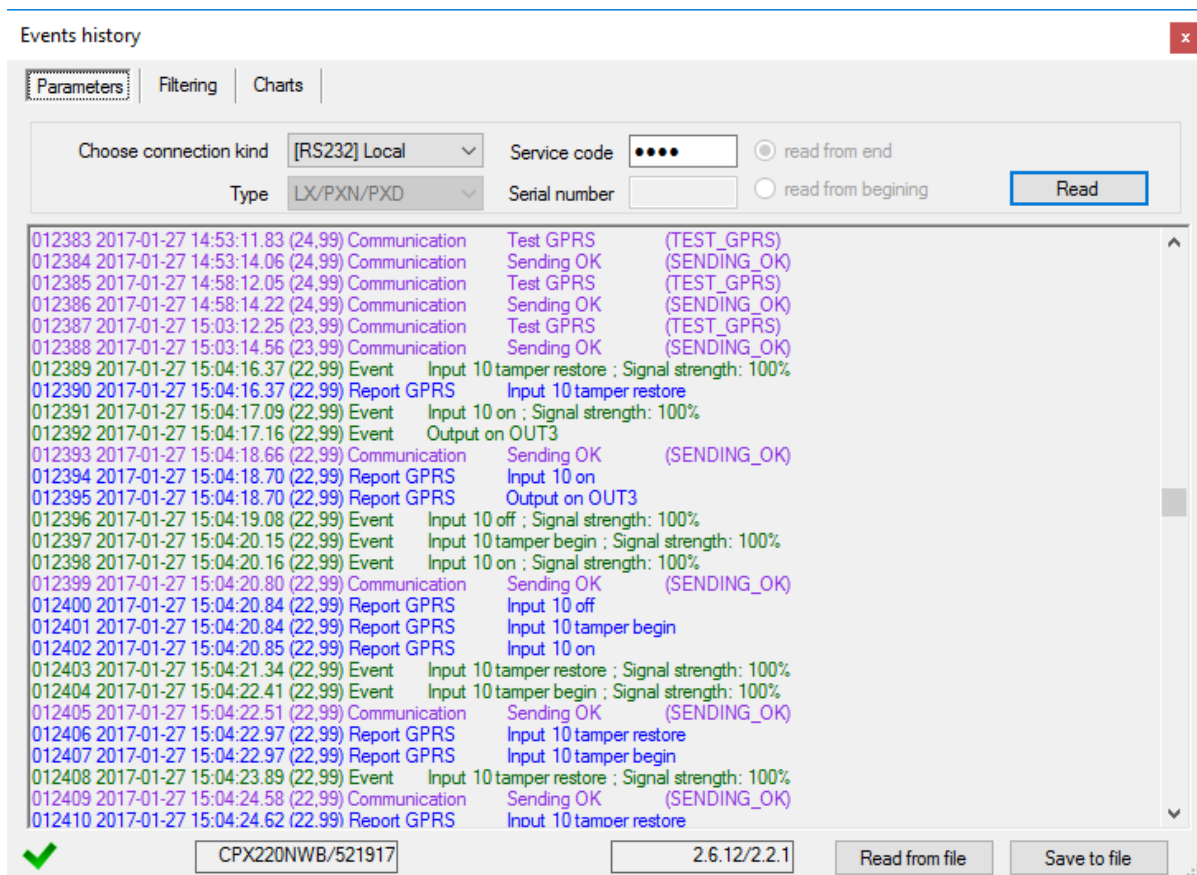 Events history
x
Parameters Filtering Charts
Choose connection kind [RS232] Local Service code •••• read from end
Type LX/PXN/PXD Serial number read from begining Read
012383 2017-01-27 14:53:11.83 (24,99) Communication Test GPRS (TEST_GPRS)
012384 2017-01-27 14:53:14.06 (24,99) Communication Sending OK (SENDING_OK)
012385 2017-01-27 14:58:12.05 (24,99) Communication Test GPRS (TEST_GPRS)
012386 2017-01-27 14:58:14.22 (24,99) Communication Sending OK (SENDING_OK)
012387 2017-01-27 15:03:12.25 (23,99) Communication Test GPRS (TEST_GPRS)
012388 2017-01-27 15:03:14.56 (23,99) Communication Sending OK (SENDING_OK)
012389 2017-01-27 15:04:16.37 (22,99) Event Input 10 tamper restore ; Signal strength: 100%
012390 2017-01-27 15:04:16.37 (22,99) Report GPRS Input 10 tamper restore
012391 2017-01-27 15:04:17.09 (22,99) Event Input 10 on ; Signal strength: 100%
012392 2017-01-27 15:04:17.16 (22,99) Event Output on OUT3
012393 2017-01-27 15:04:18.66 (22,99) Communication Sending OK (SENDING_OK)
012394 2017-01-27 15:04:18.70 (22,99) Report GPRS Input 10 on
012395 2017-01-27 15:04:18.70 (22,99) Report GPRS Output on OUT3
012396 2017-01-27 15:04:19.08 (22,99) Event Input 10 off ; Signal strength: 100%
012397 2017-01-27 15:04:20.15 (22,99) Event Input 10 tamper begin ; Signal strength: 100%
012398 2017-01-27 15:04:20.16 (22,99) Event Input 10 on ; Signal strength: 100%
012399 2017-01-27 15:04:20.80 (22,99) Communication Sending OK (SENDING_OK)
012400 2017-01-27 15:04:20.84 (22,99) Report GPRS Input 10 off
012401 2017-01-27 15:04:20.84 (22,99) Report GPRS Input 10 tamper begin
012402 2017-01-27 15:04:20.85 (22,99) Report GPRS Input 10 on
012403 2017-01-27 15:04:21.34 (22,99) Event Input 10 tamper restore ; Signal strength: 100%
012404 2017-01-27 15:04:22.41 (22,99) Event Input 10 tamper begin ; Signal strength: 100%
012405 2017-01-27 15:04:22.51 (22,99) Communication Sending OK (SENDING_OK)
012406 2017-01-27 15:04:22.97 (22,99) Report GPRS Input 10 tamper restore
012407 2017-01-27 15:04:22.97 (22,99) Report GPRS Input 10 tamper begin
012408 2017-01-27 15:04:23.89 (22,99) Event Input 10 tamper restore ; Signal strength: 100%
012409 2017-01-27 15:04:24.58 (22,99) Communication Sending OK (SENDING_OK)
012410 2017-01-27 15:04:24.62 (22,99) Report GPRS Input 10 tamper restore
CPX220NWB/521917 2.6.12/2.2.1 Read from file Save to file